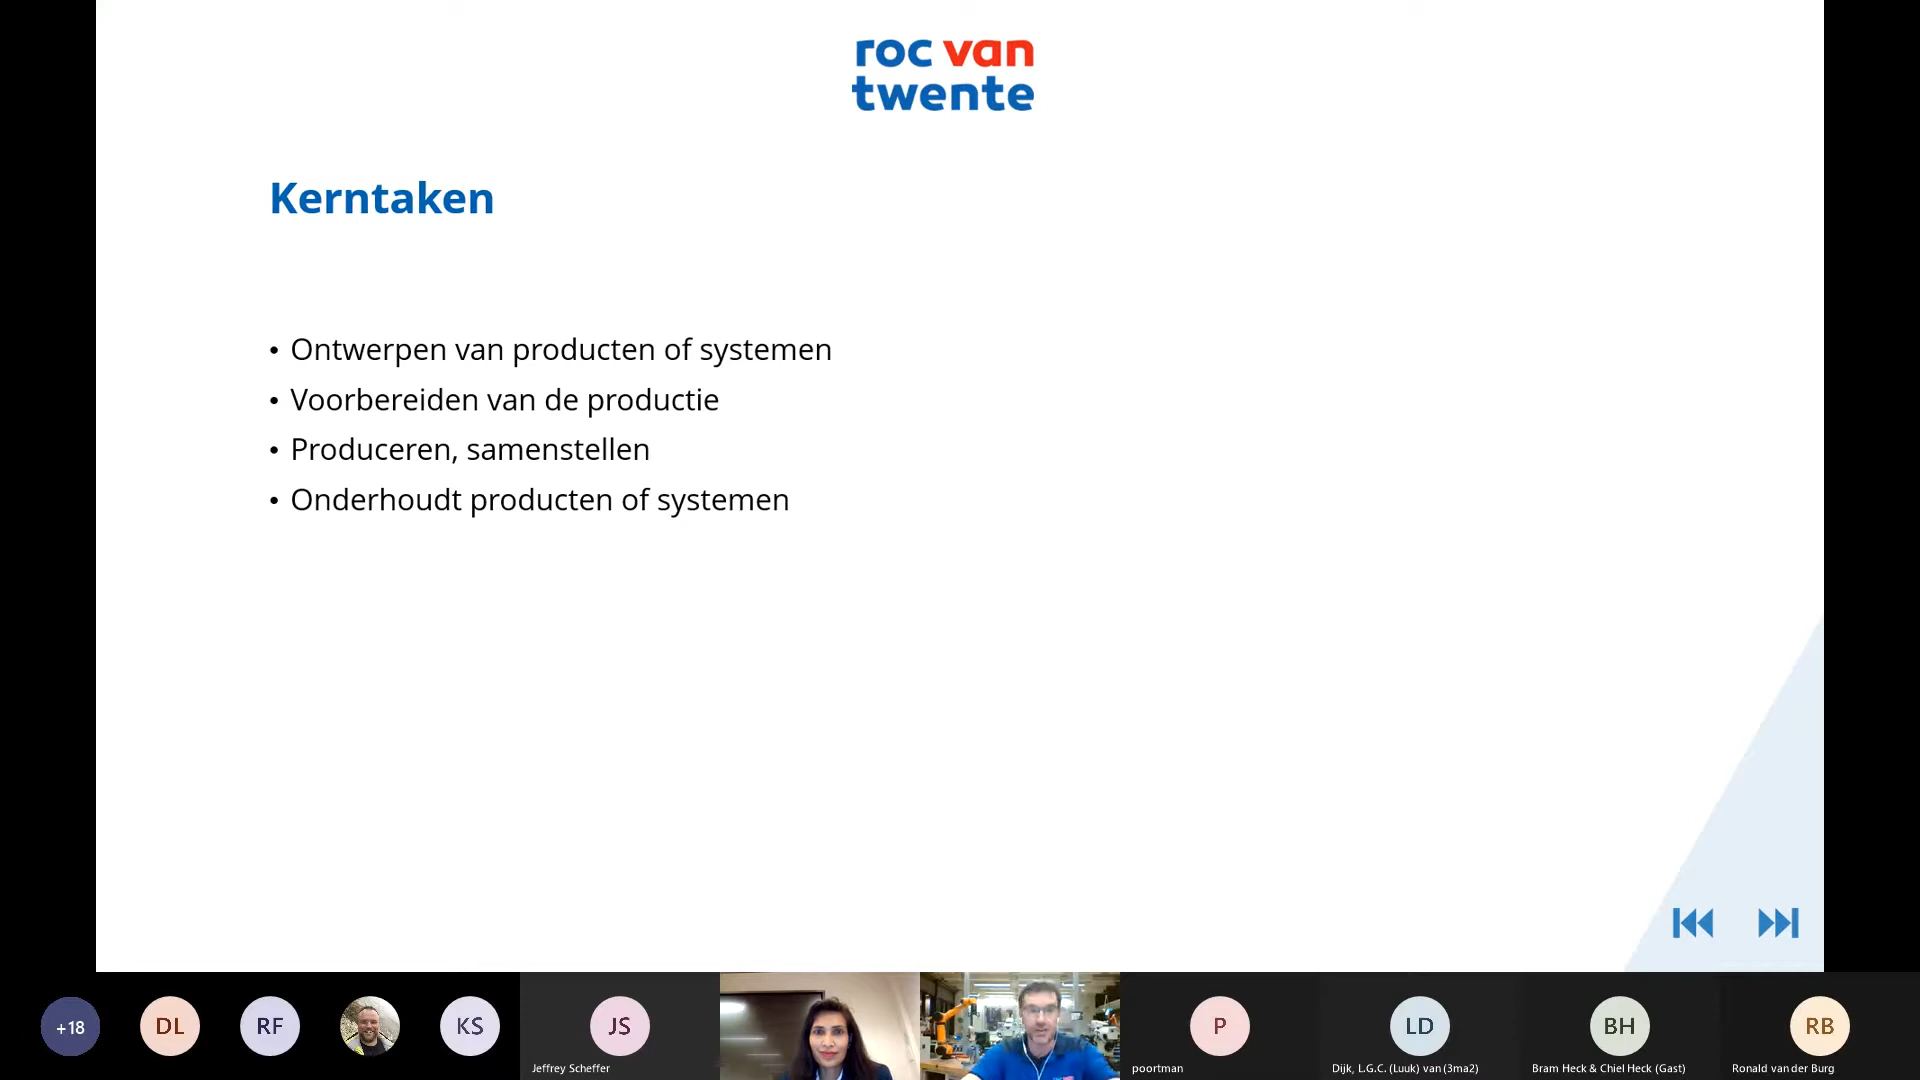 roc van
twente
Kerntaken
• Ontwerpen van producten of systemen
• Voorbereiden van de productie
• Produceren, samenstellen
• Onderhoudt producten of systemen
+18
DL
RF
KS
JS
P
LD
BH
RB
Jeffrey Scheffer
poortman
Dijk, L.G.C. (Luuk) van (3ma2)
Bram Heck & Chiel Heck (Gast)
Ronald van der Burg